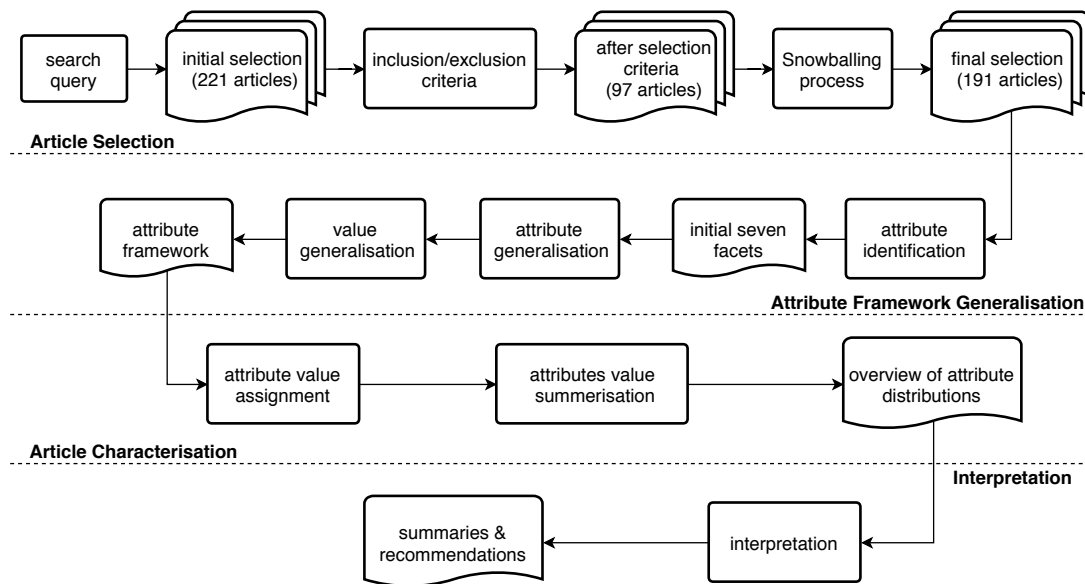 search
query
initial selection
(221 articles)
inclusion/exclusion
criteria
after selection
criteria
(97 articles)
Snowballing
process
final selection
(191 articles)
Article Selection
attribute
framework
value
generalisation
attribute
generalisation
initial seven
facets
attribute
identification
Attribute Framework Generalisation
attribute value
assignment
attributes value
summerisation
overview of attribute
distributions
Article Characterisation
Interpretation
summaries &
recommendations
interpretation